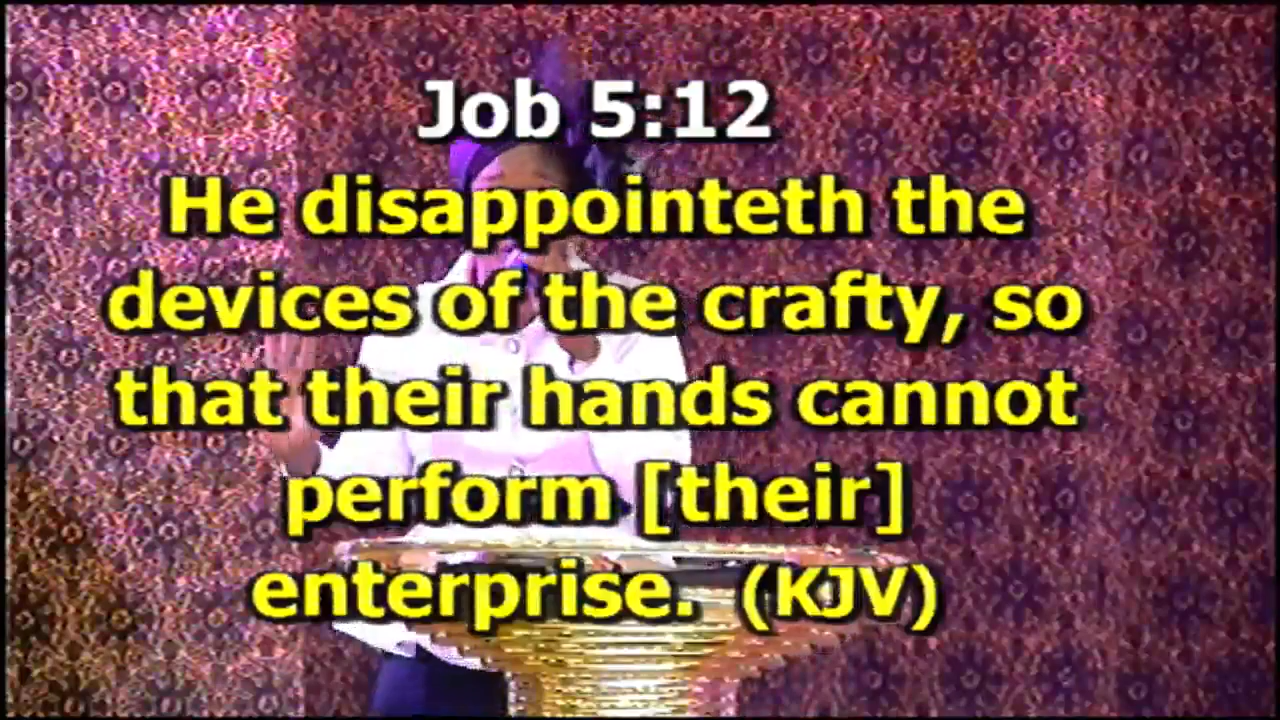 Job 5:12
He disappointeth the
devices of the crafty, so
that their hands cannot
perform [their]
enterprise. (KJV)